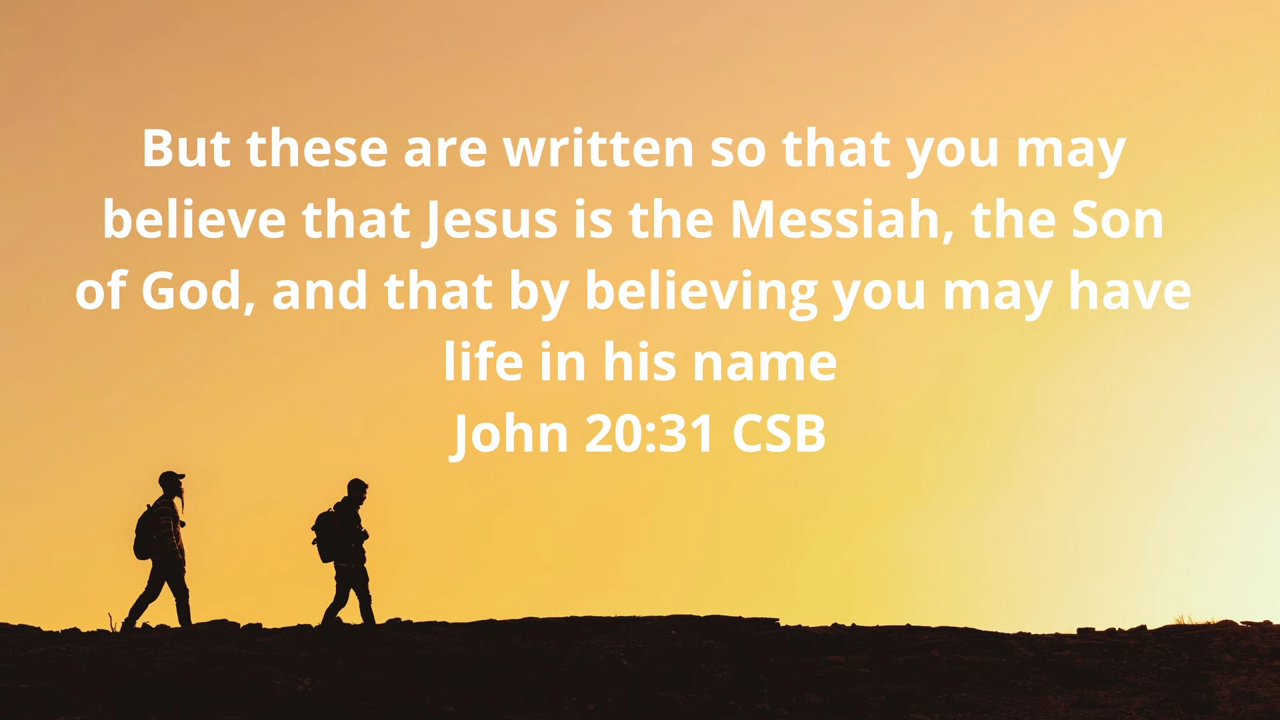 But these are written so that you may
believe that Jesus is the Messiah, the Son
of God, and that by believing you may have
life in his name
John 20:31 CSB